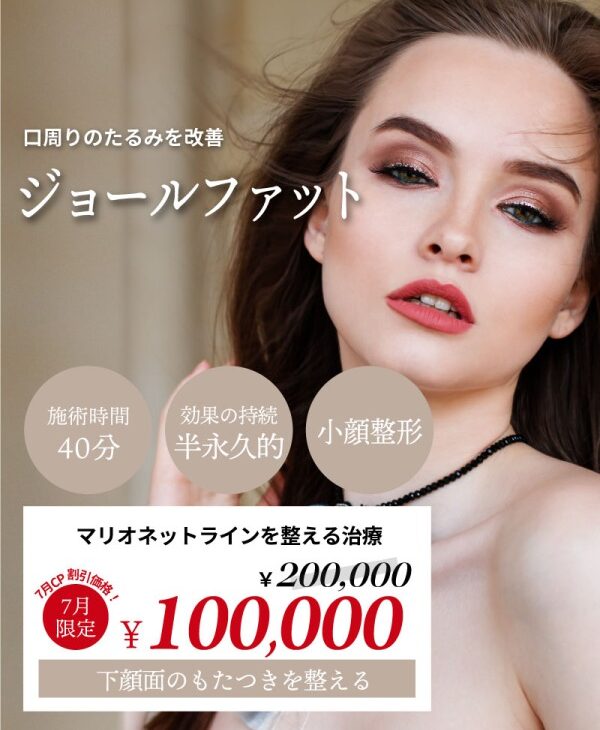 口周りのたるみを改善
ジョールファット
施術時間
40分
効果の持続
半永久的
小顔整形
マリオネットラインを整える治療
¥200,000
7月CP 割引価格！
7月
限定
¥100,000
下顔面のもたつきを整える